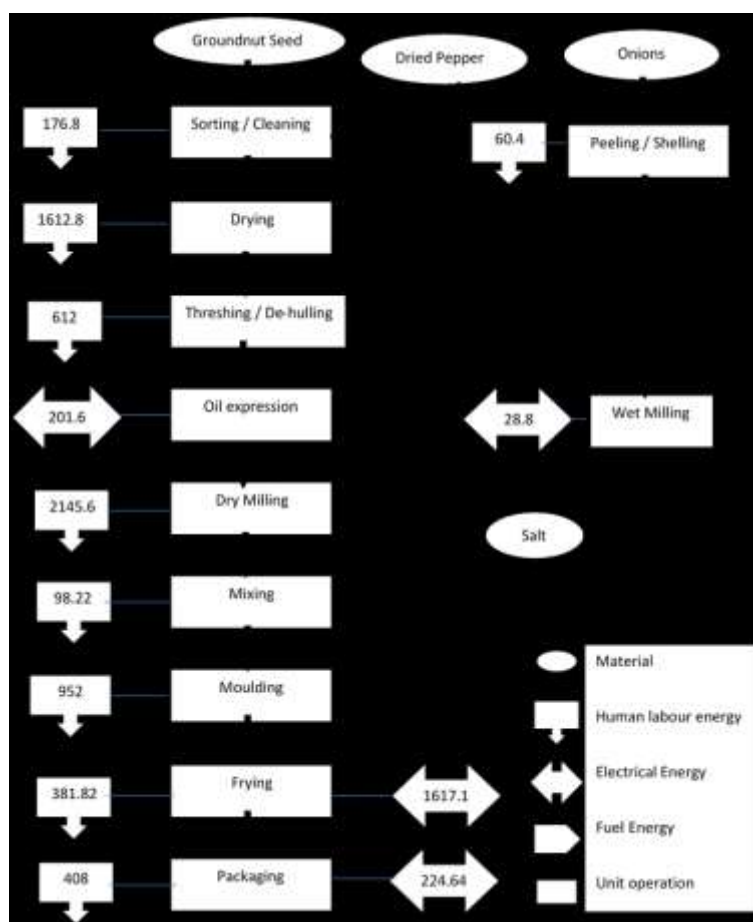 Groundnut Seed
Dried Pepper
Onions
176.8
Sorting / Cleaning
60.4
Peeling / Shelling
1612.8
Drying
612
Threshing / De-hulling
201.6
Oil expression
28.8
Wet Milling
2145.6
Dry Milling
Salt
98.22
Mixing
Material
952
Moulding
Human labour energy
381.82
Frying
1617.1
Electrical Energy
Fuel Energy
408
Packaging
224.64
Unit operation